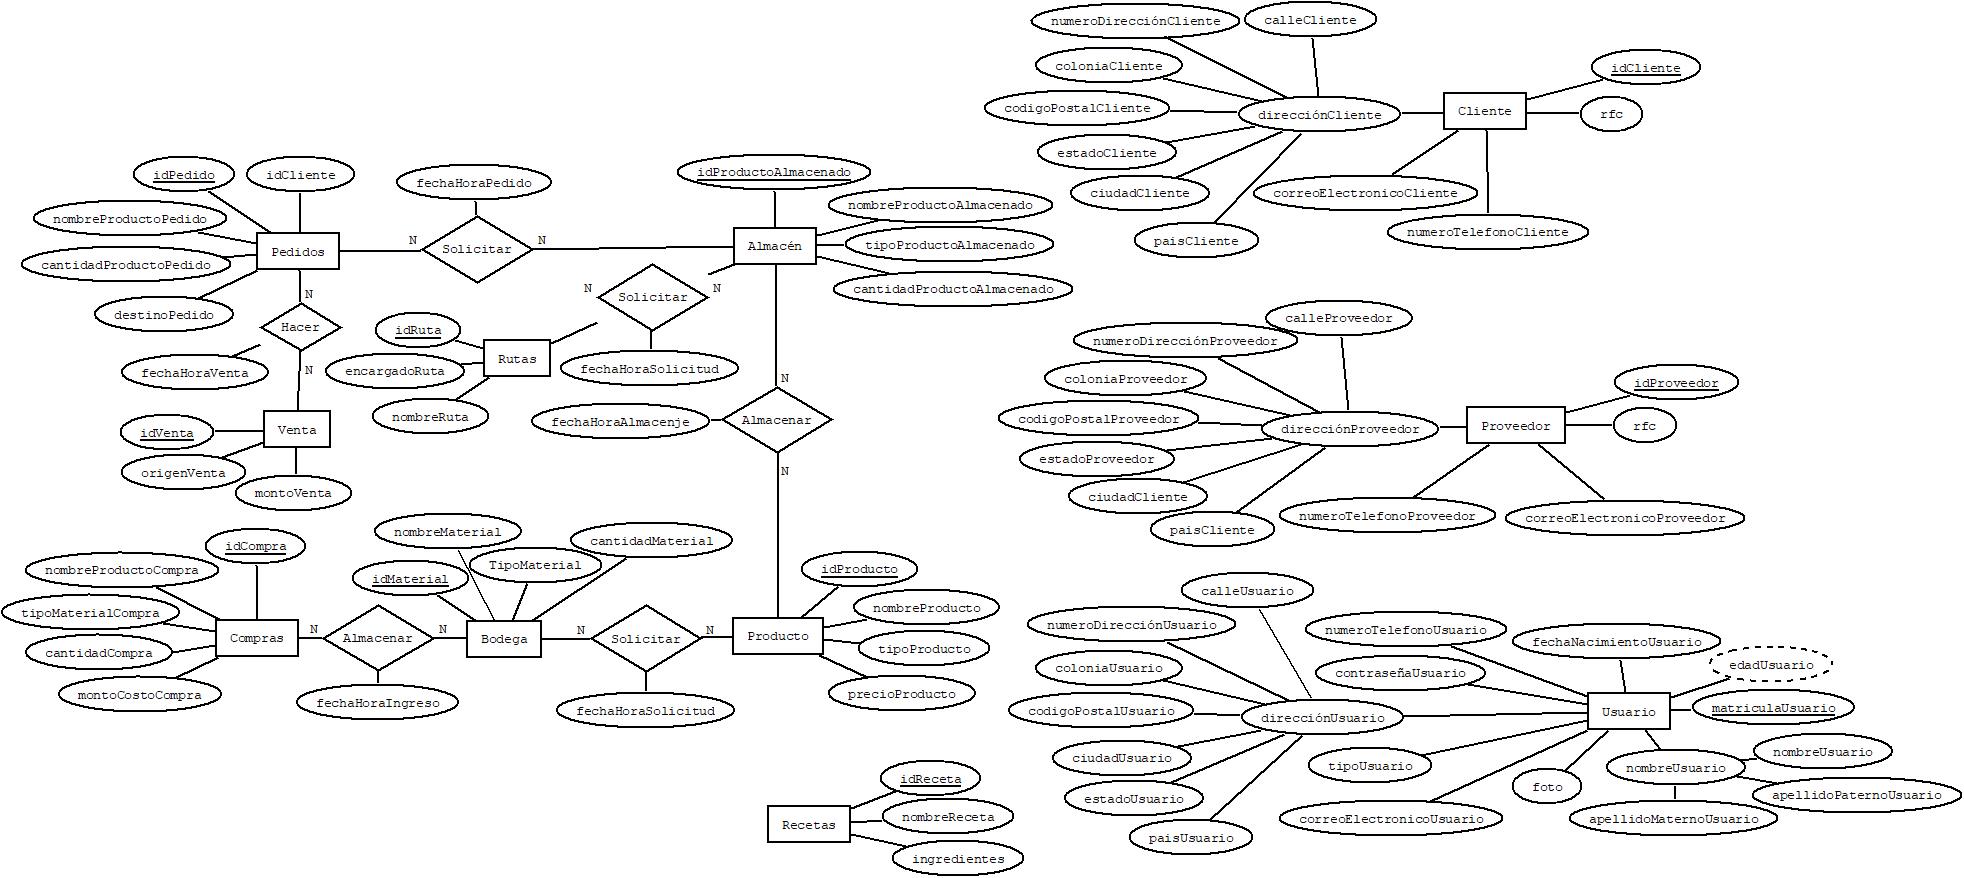 numeroDirecciónCliente
calleCliente
coloniaCliente
idCliente
codigoPostalCliente
direcciónCliente
Cliente
rfc
estadoCliente
ciudadCliente
correoElectronicoCliente
paisCliente
numeroTelefonoCliente
idPedido
idCliente
fechaHoraPedido
idProductoAlmacenado
nombreProductoPedido
nombreProductoAlmacenado
Pedidos
N
Solicitar
N
Almacén
tipoProductoAlmacenado
cantidadProductoPedido
cantidadProductoAlmacenado
destinoPedido
N
Hacer
N
Solicitar
N
idRuta
Rutas
encargadoRuta
nombreRuta
fechaHoraSolicitud
fechaHoraVenta
N
N
fechaHoraAlmacenje
Almacenar
N
idVenta
Venta
origenVenta
montoVenta
calleProveedor
numeroDirecciónProveedor
coloniaProveedor
idProveedor
codigoPostalProveedor
direcciónProveedor
Proveedor
rfc
estadoProveedor
ciudadCliente
paisCliente
numeroTelefonoProveedor
correoElectronicoProveedor
idCompra
nombreMaterial
cantidadMaterial
nombreProductoCompra
idMaterial
TipoMaterial
idProducto
tipoMaterialCompra
nombreProducto
Compras
N
Almacenar
N
Bodega
N
Solicitar
N
Producto
tipoProducto
cantidadCompra
montoCostoCompra
fechaHoraIngreso
fechaHoraSolicitud
precioProducto
calleUsuario
numeroDirecciónUsuario
numeroTelefonoUsuario
fechaNacimientoUsuario
coloniaUsuario
contraseñaUsuario
edadUsuario
codigoPostalUsuario
direcciónUsuario
Usuario
matriculaUsuario
ciudadUsuario
tipoUsuario
nombreUsuario
nombreUsuario
estadoUsuario
foto
apellidoPaternoUsuario
paisUsuario
correoElectronicoUsuario
apellidoMaternoUsuario
idReceta
Recetas
nombreReceta
ingredientes